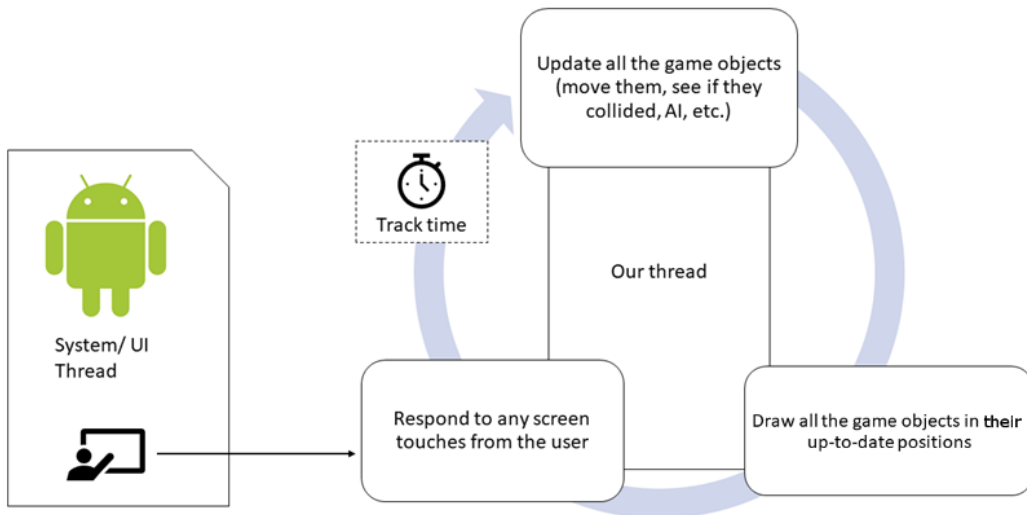 Update all the game objects
(move them, see if they
collided, AI, etc.)
Track time
Our thread
System/ UI
Thread
Respond to any screen
touches from the user
Draw all the game objects in their
up-to-date positions